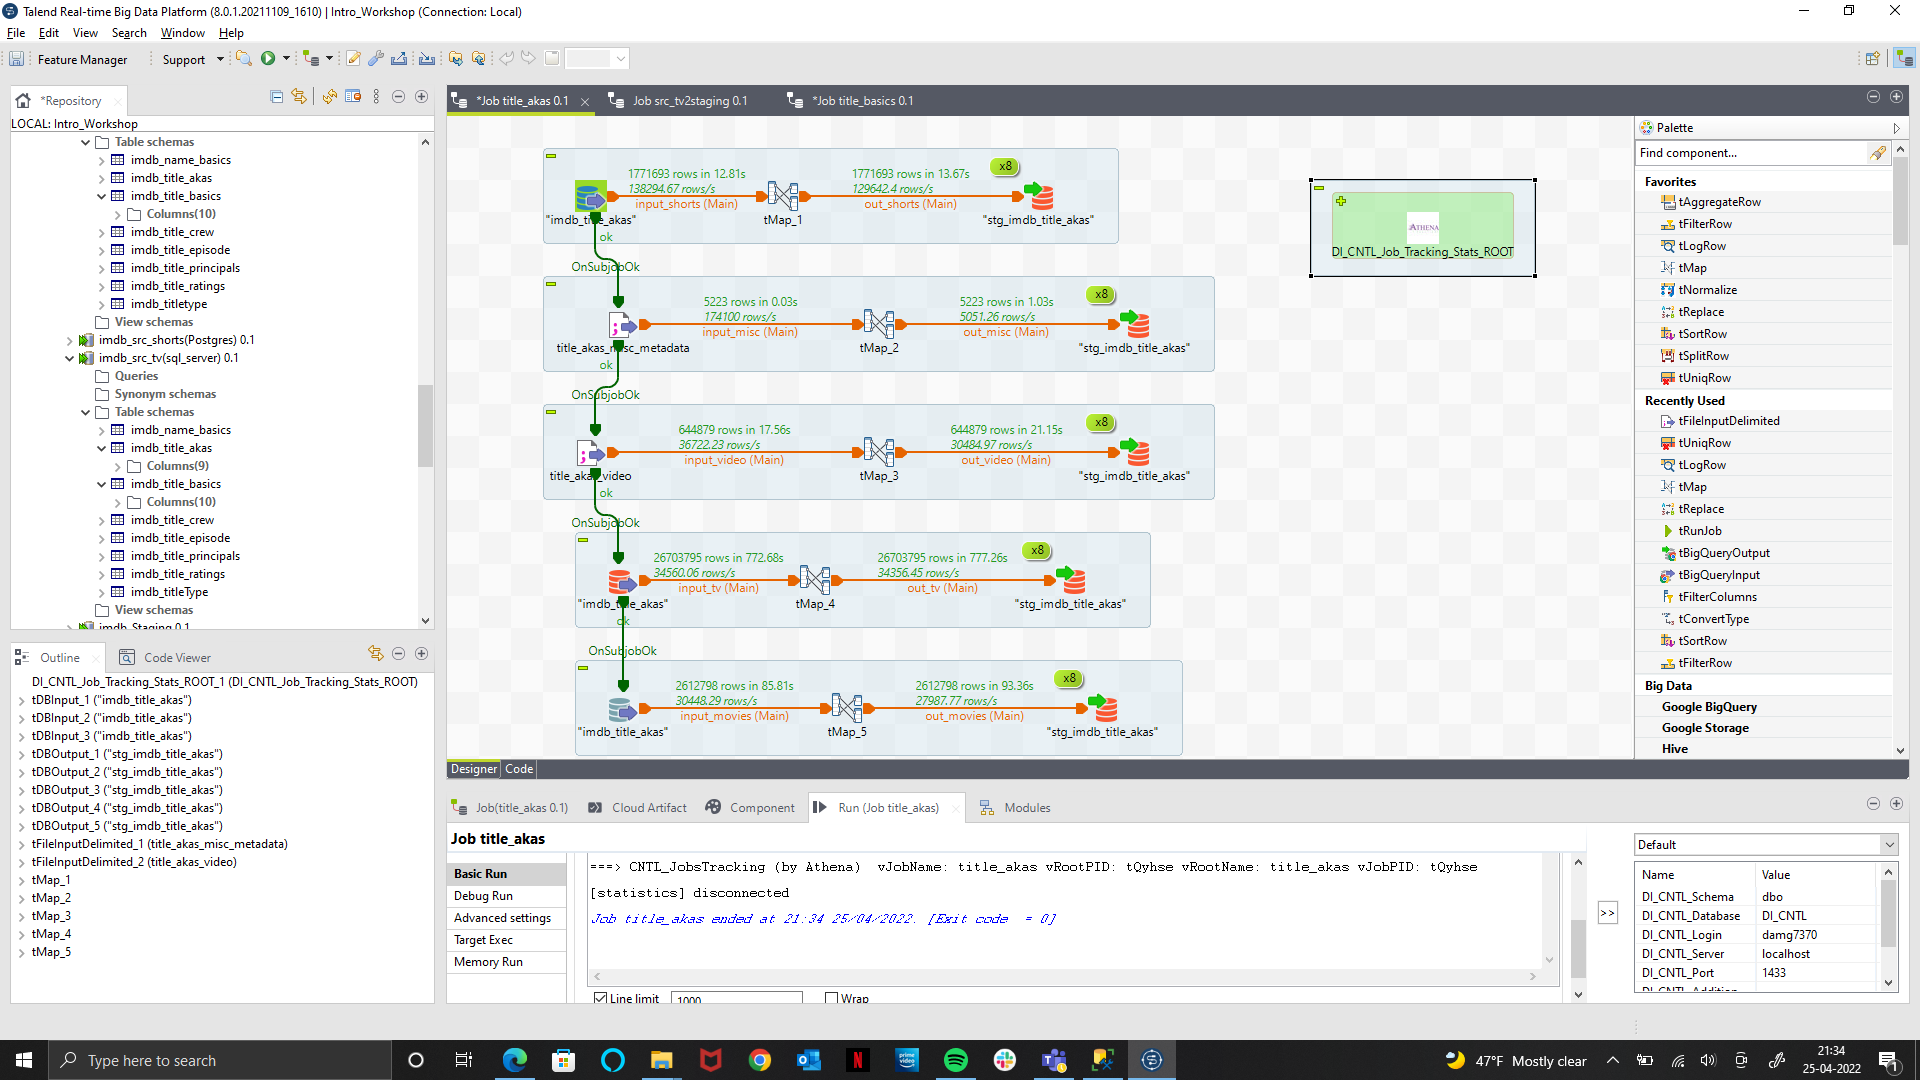 Talend Real-time Big Data Platform (8.0.1.20211109_1610) | Intro_Workshop (Connection: Local)
File Edit View Search Window Help
Feature Manager Support
*Repository
LOCAL: Intro_Workshop
Table schemas
imdb_name_basics
imdb_title_akas
imdb_title_basics
Columns(10)
imdb_title_crew
imdb_title_episode
imdb_title_principals
imdb_title_ratings
imdb_titletype
View schemas
imdb_src_shorts(Postgres) 0.1
imdb_src_tv(sql_server) 0.1
Queries
Synonym schemas
Table schemas
imdb_name_basics
imdb_title_akas
Columns(9)
imdb_title_basics
Columns(10)
imdb_title_crew
imdb_title_episode
imdb_title_principals
imdb_title_ratings
imdb_titleType
View schemas
imdb_Staging 0.1
Outline Code Viewer
DI_CNTL_Job_Tracking_Stats_ROOT_1 (DI_CNTL_Job_Tracking_Stats_ROOT)
tDBInput_1 ("imdb_title_akas")
tDBInput_2 ("imdb_title_akas")
tDBInput_3 ("imdb_title_akas")
tDBOutput_1 ("stg_imdb_title_akas")
tDBOutput_2 ("stg_imdb_title_akas")
tDBOutput_3 ("stg_imdb_title_akas")
tDBOutput_4 ("stg_imdb_title_akas")
tDBOutput_5 ("stg_imdb_title_akas")
tFileInputDelimited_1 (title_akas_misc_metadata)
tFileInputDelimited_2 (title_akas_video)
tMap_1
tMap_2
tMap_3
tMap_4
tMap_5
*Job title_akas 0.1 Job src_tv2staging 0.1 *Job title_basics 0.1
x8
1771693 rows in 12.81s 1771693 rows in 13.67s
138294.67 rows/s 129642.4 rows/s
input_shorts (Main) out_shorts (Main)
"imdb_title_akas" tMap_1 "stg_imdb_title_akas"
ok
OnSubjobOk
x8
5223 rows in 0.03s 5223 rows in 1.03s
174100 rows/s 5051.26 rows/s
input_misc (Main) out_misc (Main)
title_akas_misc_metadata tMap_2 "stg_imdb_title_akas"
ok
OnSubjobOk
x8
644879 rows in 17.56s 644879 rows in 21.15s
36722.23 rows/s 30484.97 rows/s
input_video (Main) out_video (Main)
title_akas_video tMap_3 "stg_imdb_title_akas"
ok
OnSubjobOk
x8
26703795 rows in 772.68s 26703795 rows in 777.26s
34560.06 rows/s 34356.45 rows/s
input_tv (Main) out_tv (Main)
"imdb_title_akas" tMap_4 "stg_imdb_title_akas"
ok
OnSubjobOk
x8
2612798 rows in 85.81s 2612798 rows in 93.36s
30448.29 rows/s 27987.77 rows/s
input_movies (Main) out_movies (Main)
"imdb_title_akas" tMap_5 "stg_imdb_title_akas"
ATHENA
DI_CNTL_Job_Tracking_Stats_ROOT
Designer Code
Palette
Find component...
Favorites
tAggregateRow
tFilterRow
tLogRow
tMap
tNormalize
tReplace
tSortRow
tSplitRow
tUniqRow
Recently Used
tFileInputDelimited
tUniqRow
tLogRow
tMap
tReplace
tRunJob
tBigQueryOutput
tBigQueryInput
tFilterColumns
tConvertType
tSortRow
tFilterRow
Big Data
Google BigQuery
Google Storage
Hive
Job(title_akas 0.1) Cloud Artifact Component Run (Job title_akas) Modules
Job title_akas
Basic Run
Debug Run
Advanced settings
Target Exec
Memory Run
===> CNTL_JobsTracking (by Athena) vJobName: title_akas vRootPID: tQyhse vRootName: title_akas vJobPID: tQyhse
[statistics] disconnected
Job title_akas ended at 21:34 25/04/2022. [Exit code = 0]
Line limit 1000 Wrap
>>
Default
Name Value
DI_CNTL_Schema dbo
DI_CNTL_Database DI_CNTL
DI_CNTL_Login damg7370
DI_CNTL_Server localhost
DI_CNTL_Port 1433
Type here to search
prime video
47°F Mostly clear
21:34
25-04-2022
1